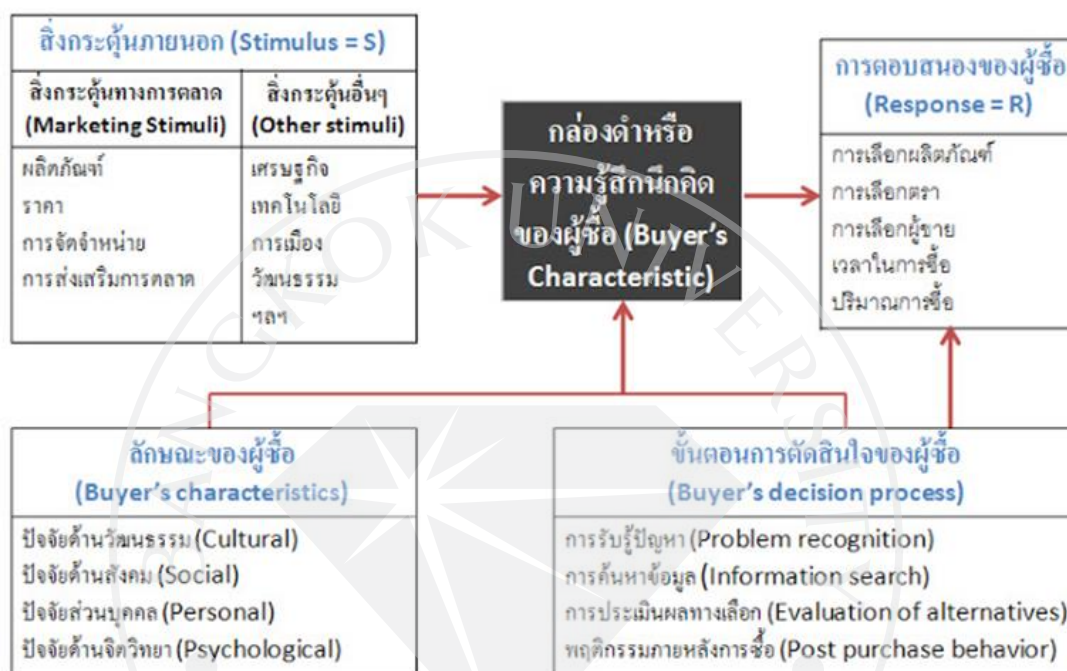 สิ่งกระตุ้นภายนอก (Stimulus = S)
สิ่งกระตุ้นทางการตลาด
(Marketing Stimuli)
ผลิตภัณฑ์
ราคา
การจัดจำหน่าย
การส่งเสริมการตลาด
สิ่งกระตุ้นอื่นๆ
(Other stimuli)
เศรษฐกิจ
เทคโนโลยี
การเมือง
วัฒนธรรม
ฯลฯ
กล่องดำหรือ
ความรู้สึกนึกคิด
ของผู้ซื้อ (Buyer's
Characteristic)
การตอบสนองของผู้ซื้อ
(Response = R)
การเลือกผลิตภัณฑ์
การเลือกตรา
การเลือกผู้ขาย
เวลาในการซื้อ
ปริมาณการซื้อ
ลักษณะของผู้ซื้อ
(Buyer's characteristics)
ปัจจัยด้านวัฒนธรรม (Cultural)
ปัจจัยด้านสังคม (Social)
ปัจจัยส่วนบุคคล (Personal)
ปัจจัยด้านจิตวิทยา (Psychological)
ขั้นตอนการตัดสินใจของผู้ซื้อ
(Buyer's decision process)
การรับรู้ปัญหา (Problem recognition)
การค้นหาข้อมูล (Information search)
การประเมินผลทางเลือก (Evaluation of alternatives)
พฤติกรรมภายหลังการซื้อ (Post purchase behavior)
BANGKOK UNIVERSITY